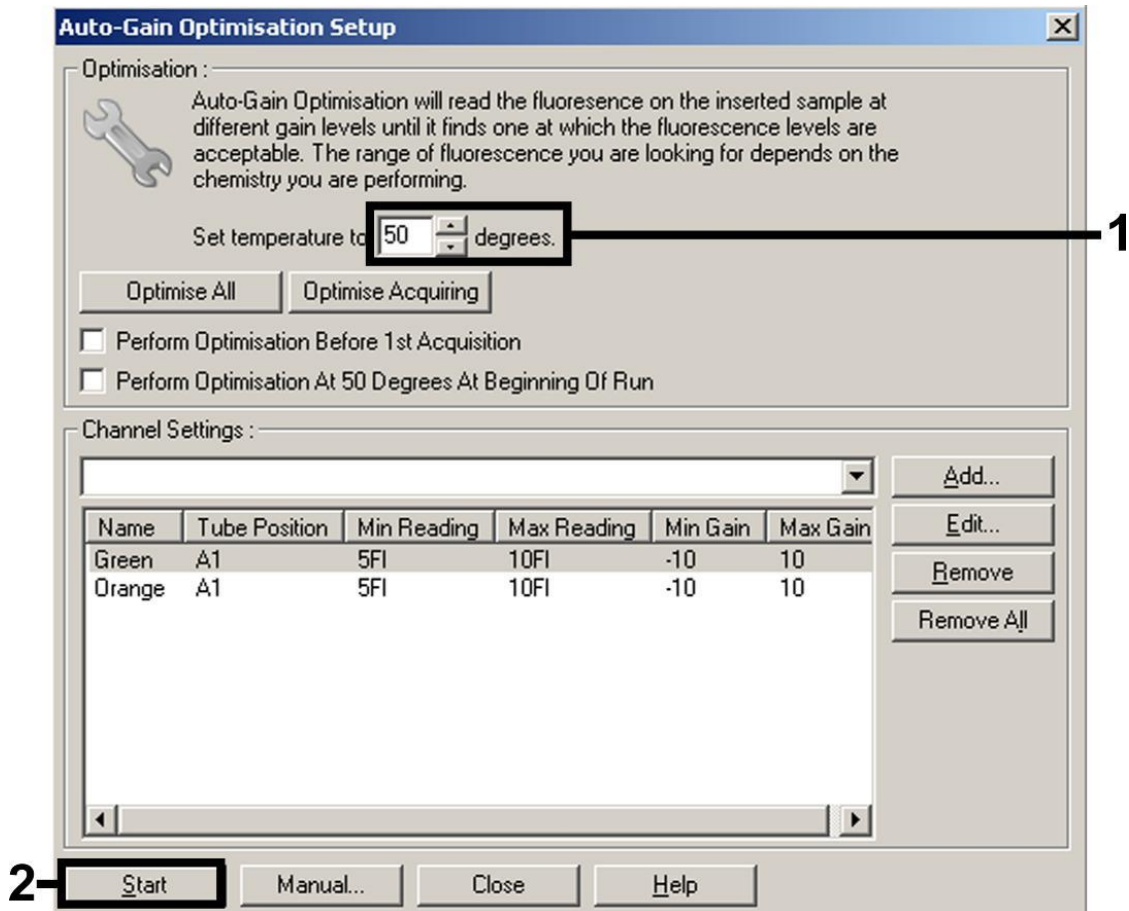 Auto-Gain Optimisation Setup
Optimisation :
Auto-Gain Optimisation will read the fluoresence on the inserted sample at
different gain levels until it finds one at which the fluorescence levels are
acceptable. The range of fluorescence you are looking for depends on the
chemistry you are performing.
Set temperature to 50 degrees.
1
Optimise All Optimise Acquiring
Perform Optimisation Before 1st Acquisition
Perform Optimisation At 50 Degrees At Beginning Of Run
Channel Settings :
Add...
Name Tube Position Min Reading Max Reading Min Gain Max Gain
Edit...
Green A1 5Fl 10Fl -10 10
Remove
Orange A1 5Fl 10Fl -10 10
Remove All
2
Start Manual... Close Help